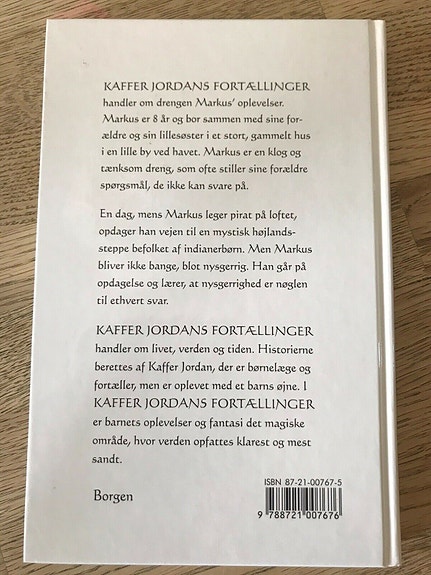 KAFFER JORDANS FORTÆLLINGER
handler om drengen Markus' oplevelser.
Markus er 8 år og bor sammen med sine for-
ældre og sin lillesøster i et stort, gammelt hus
i en lille by ved havet. Markus er en klog og
tænksom dreng, som ofte stiller sine forældre
spørgsmål, de ikke kan svare på.
En dag, mens Markus leger pirat på loftet,
opdager han vejen til en mystisk højlands-
steppe befolket af indianerbørn. Men Markus
bliver ikke bange, blot nysgerrig. Han går på
opdagelse og lærer, at nysgerrighed er nøglen
til ethvert svar.
KAFFER JORDANS FORTÆLLINGER
handler om livet, verden og tiden. Historierne
berettes af Kaffer Jordan, der er børnelæge og
fortæller, men er oplevet med et barns øjne. I
KAFFER JORDANS FORTÆLLINGER
er barnets oplevelser og fantasi det magiske
område, hvor verden opfattes klarest og mest
sandt.
ISBN 87-21-00767-5
Borgen
9 788721 007676